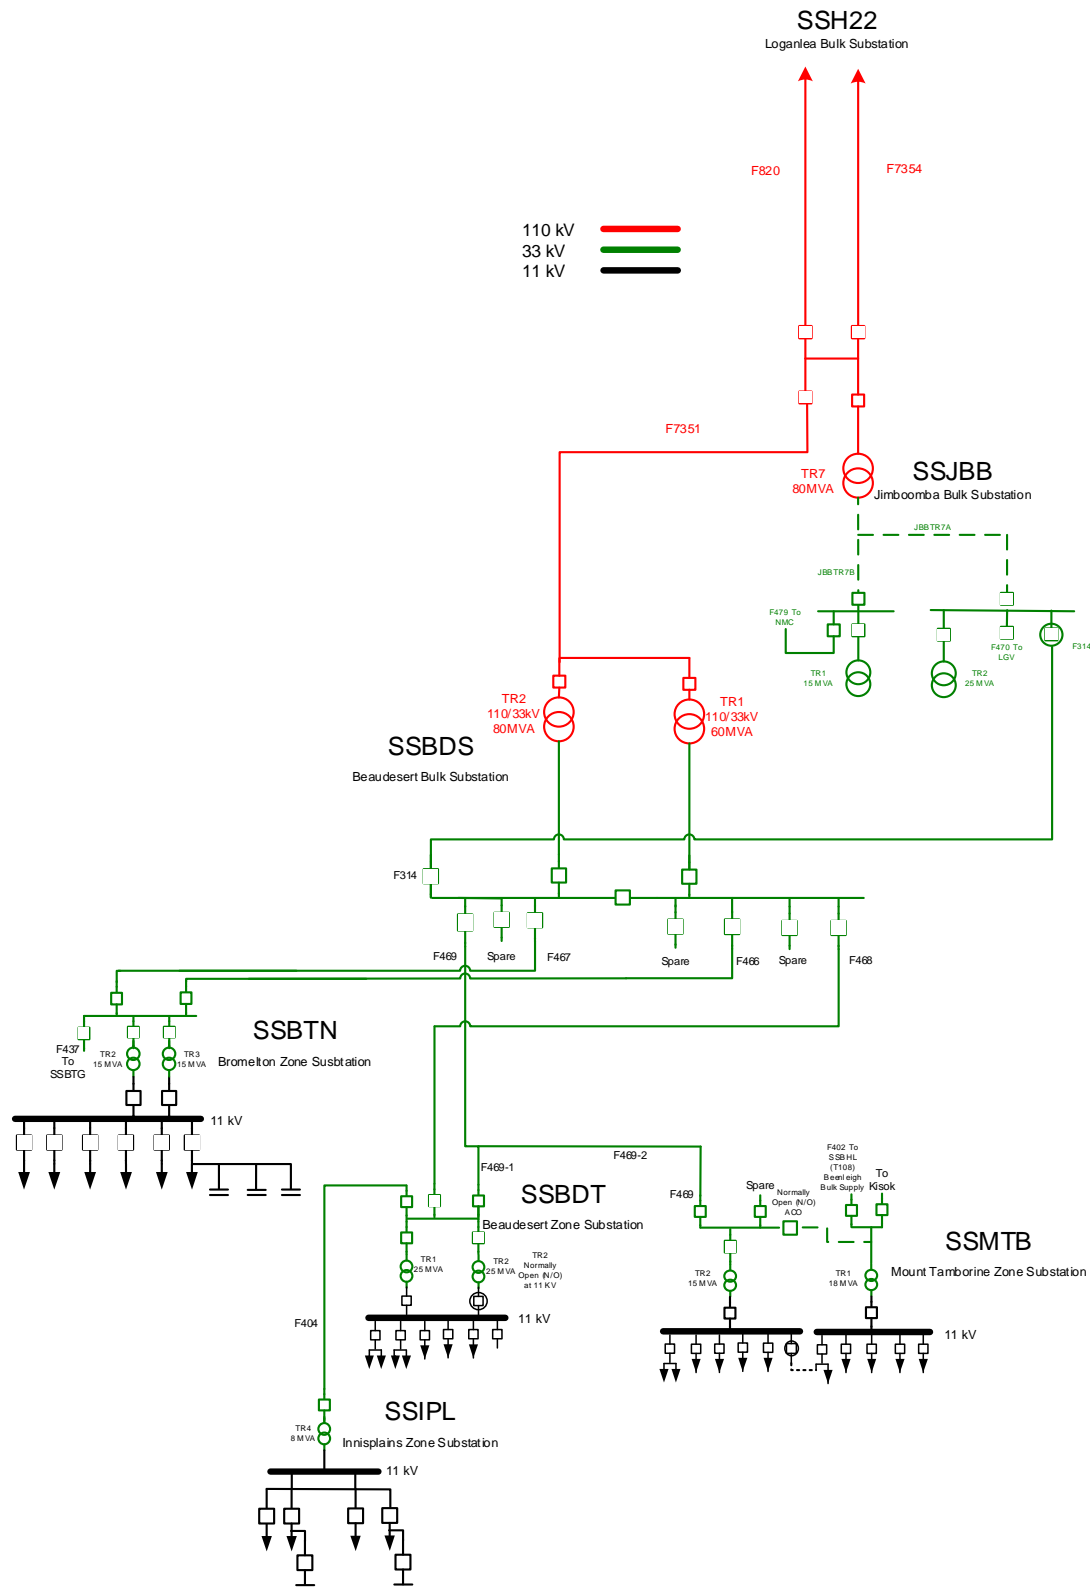 SSH22
Loganlea Bulk Substation
F820
F7354
110 kV
33 kV
11 kV
F7351
TR7
80MVA
SSJBB
Jimboomba Bulk Substation
JBBTR7A
JBBTR7B
F479 To
NMC
TR1
15 MVA
TR2
25 MVA
F470 To
LGV
F314
TR2
110/33kV
80MVA
TR1
110/33kV
60MVA
SSBDS
Beaudesert Bulk Substation
F314
F469
Spare
F467
Spare
F466
Spare
F468
SSBTN
Bromelton Zone Susbtation
F437
To
SSBTG
TR2
15 MVA
TR3
15 MVA
11 kV
F469-1
F469-2
SSBDT
Beaudesert Zone Substation
TR1
25 MVA
TR2
25 MVA
TR2
Normally
Open (N/O)
at 11 KV
11 kV
F469
Spare
Normally
Open (N/O)
ACO
F402 To
SSBHL
(T108)
Beenleigh
Bulk Supply
To
Kisok
SSMTB
Mount Tamborine Zone Substation
TR2
15 MVA
TR1
18 MVA
11 kV
F404
SSIPL
Innisplains Zone Substation
TR4
8 MVA
11 kV